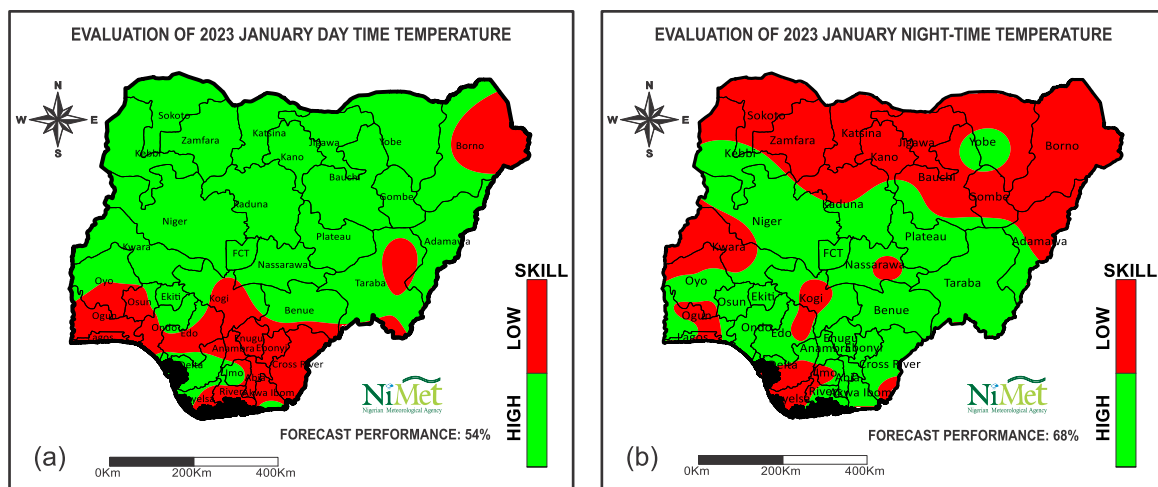 EVALUATION OF 2023 JANUARY DAY TIME TEMPERATURE
N
W E
S
Sokoto
Zamfara
Katsina
Jigawa
Yobe
Borno
Kebbi
Kano
Bauchi
Gombe
Kaduna
Niger
Plateau
Adamawa
Kwara
FCT
Nassarawa
Taraba
Oyo
Osun
Ekiti
Kogi
Benue
Ogun
Ondo
Edo
Enugu
Lagos
Anambra
Ebonyi
Delta
Imo
Abia
Cross River
Rivers
Akwa Ibom
SKILL
LOW
HIGH
NiMet
Nigerian Meteorological Agency
FORECAST PERFORMANCE: 54%
(a)
0Km 200Km 400Km
EVALUATION OF 2023 JANUARY NIGHT-TIME TEMPERATURE
N
W E
S
Sokoto
Zamfara
Katsina
Jigawa
Yobe
Borno
Kebbi
Kano
Bauchi
Gombe
Kaduna
Niger
Plateau
Adamawa
Kwara
FCT
Nassarawa
Taraba
Oyo
Osun
Ekiti
Kogi
Benue
Ogun
Ondo
Edo
Enugu
Lagos
Anambra
Ebonyi
Delta
Imo
Abia
Cross River
Rivers
Akwa Ibom
SKILL
LOW
HIGH
NiMet
Nigerian Meteorological Agency
FORECAST PERFORMANCE: 68%
(b)
0Km 200Km 400Km